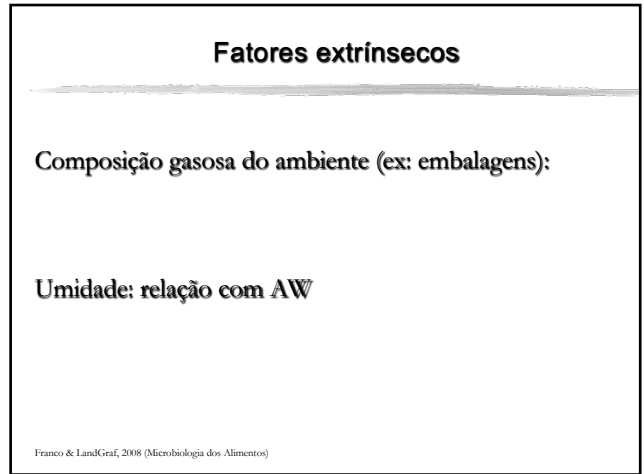 Fatores extrínsecos
Composição gasosa do ambiente (ex: embalagens):
Umidade: relação com AW
Franco & LandGraf, 2008 (Microbiologia dos Alimentos)